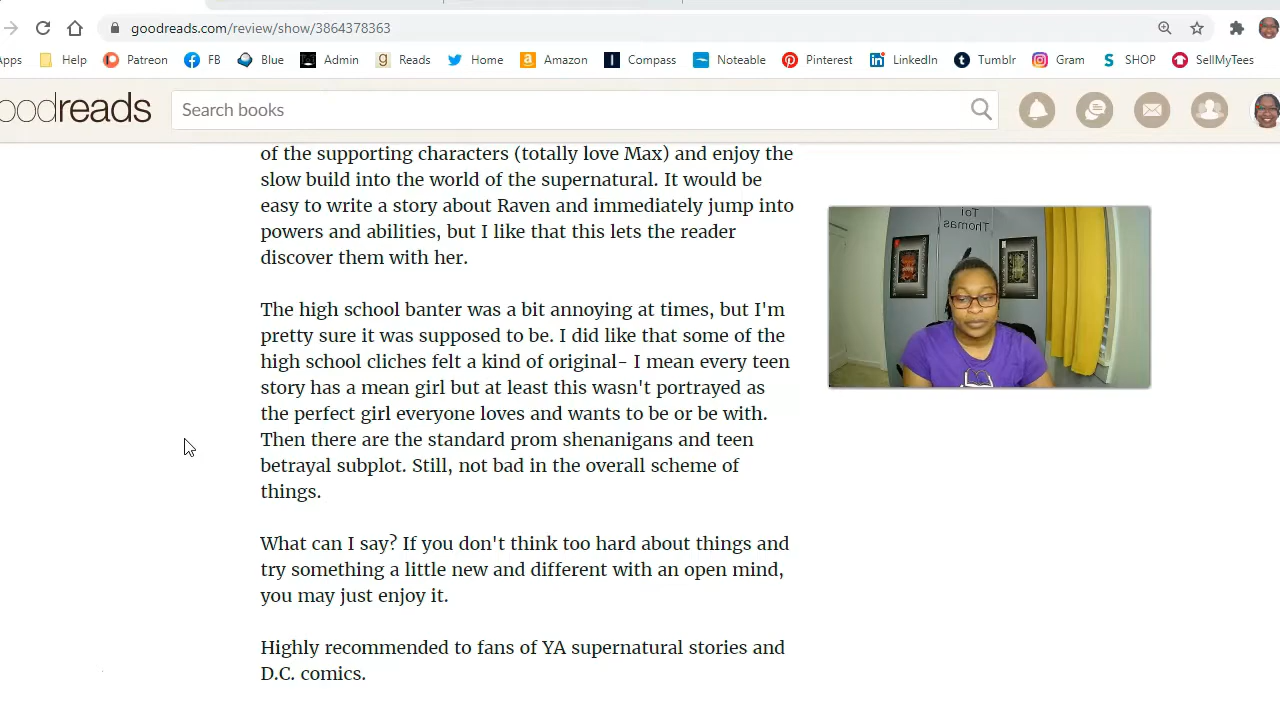 goodreads.com/review/show/3864378363
pps Help Patreon FB Blue Admin Reads Home Amazon Compass Noteable Pinterest LinkedIn Tumblr Gram SHOP SellMyTees
oodreads Search books
of the supporting characters (totally love Max) and enjoy the
slow build into the world of the supernatural. It would be
easy to write a story about Raven and immediately jump into
powers and abilities, but I like that this lets the reader
discover them with her.
Toi
Thomas
The high school banter was a bit annoying at times, but I'm
pretty sure it was supposed to be. I did like that some of the
high school cliches felt a kind of original- I mean every teen
story has a mean girl but at least this wasn't portrayed as
the perfect girl everyone loves and wants to be or be with.
Then there are the standard prom shenanigans and teen
betrayal subplot. Still, not bad in the overall scheme of
things.
What can I say? If you don't think too hard about things and
try something a little new and different with an open mind,
you may just enjoy it.
Highly recommended to fans of YA supernatural stories and
D.C. comics.